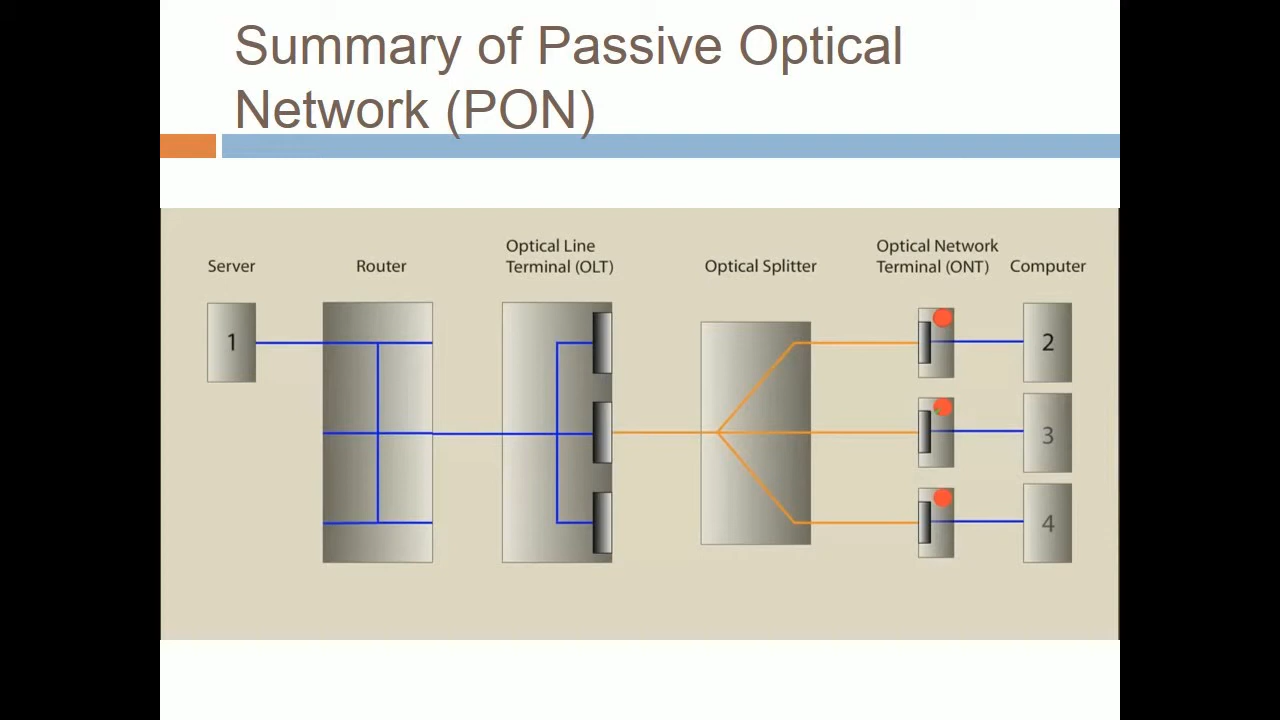 Summary of Passive Optical
Network (PON)
Server
Router
Optical Line
Terminal (OLT)
Optical Splitter
Optical Network
Terminal (ONT)
Computer
1
2
3
4